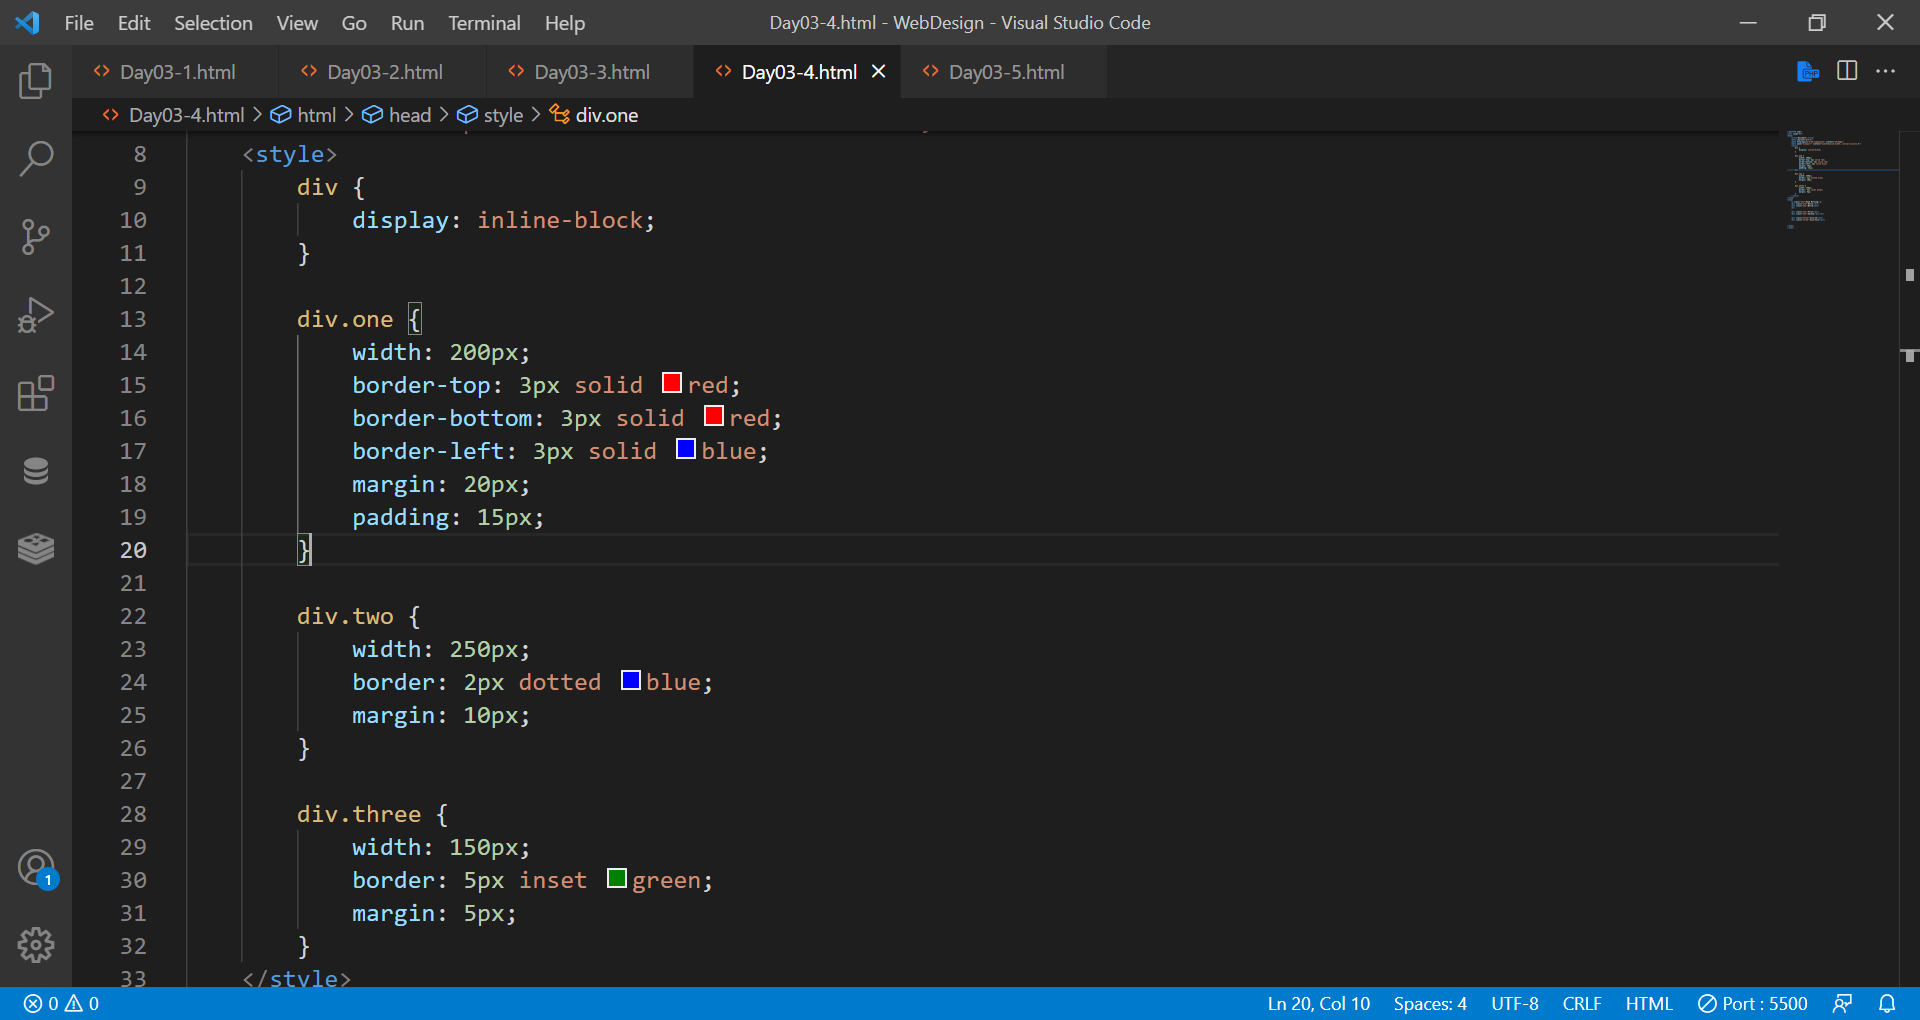 File Edit Selection View Go Run Terminal Help Day03-4.html - WebDesign - Visual Studio Code
Day03-1.html Day03-2.html Day03-3.html Day03-4.html Day03-5.html
Day03-4.html > html > head > style > div.one
8 <style>
9 div {
10 display: inline-block;
11 }
12
13 div.one {
14 width: 200px;
15 border-top: 3px solid red;
16 border-bottom: 3px solid red;
17 border-left: 3px solid blue;
18 margin: 20px;
19 padding: 15px;
20 }
21
22 div.two {
23 width: 250px;
24 border: 2px dotted blue;
25 margin: 10px;
26 }
27
28 div.three {
29 width: 150px;
30 border: 5px inset green;
31 margin: 5px;
32 }
33 </style>
1
0 0 Ln 20, Col 10 Spaces: 4 UTF-8 CRLF HTML Port : 5500